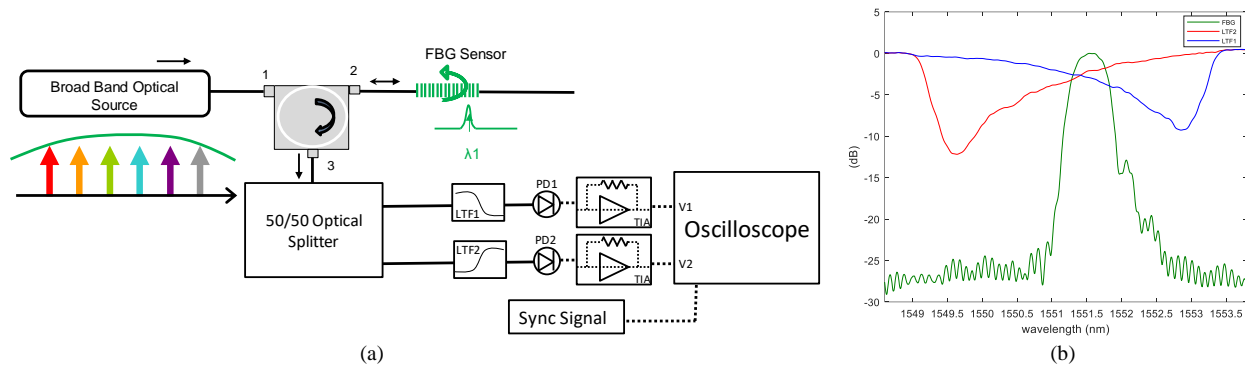 Broad Band Optical
Source
1
2
3
FBG Sensor
λ1
50/50 Optical
Splitter
LTF1
PD1
TIA
V1
LTF2
PD2
TIA
V2
Oscilloscope
Sync Signal
(a)
5
0
-5
-10
-15
-20
-25
-30
(dB)
FBG
LTF2
LTF1
1549 1549.5 1550 1550.5 1551 1551.5 1552 1552.5 1553 1553.5
wavelength (nm)
(b)